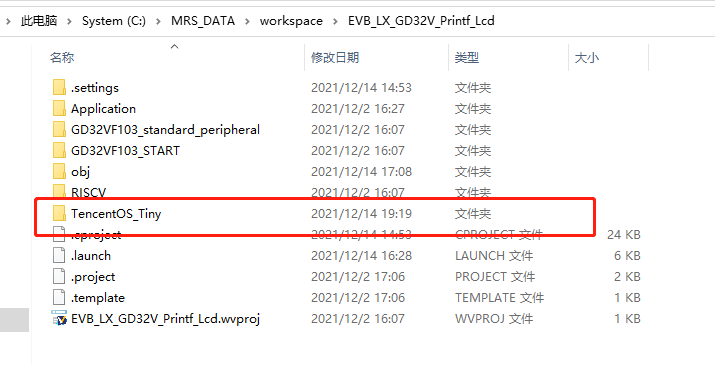 此电脑 › System (C:) › MRS_DATA › workspace › EVB_LX_GD32V_Printf_Lcd
名称 修改日期 类型 大小
.settings 2021/12/14 14:53 文件夹
Application 2021/12/2 16:27 文件夹
GD32VF103_standard_peripheral 2021/12/2 16:07 文件夹
GD32VF103_START 2021/12/2 16:07 文件夹
obj 2021/12/14 17:08 文件夹
RISCV 2021/12/2 16:07 文件夹
TencentOS_Tiny 2021/12/14 19:19 文件夹
.cproject 2021/12/14 14:53 CPROJECT 文件 24 KB
.launch 2021/12/14 16:28 LAUNCH 文件 6 KB
.project 2021/12/2 17:06 PROJECT 文件 2 KB
.template 2021/12/2 17:06 TEMPLATE 文件 1 KB
EVB_LX_GD32V_Printf_Lcd.wvproj 2021/12/2 16:07 WVPROJ 文件 1 KB